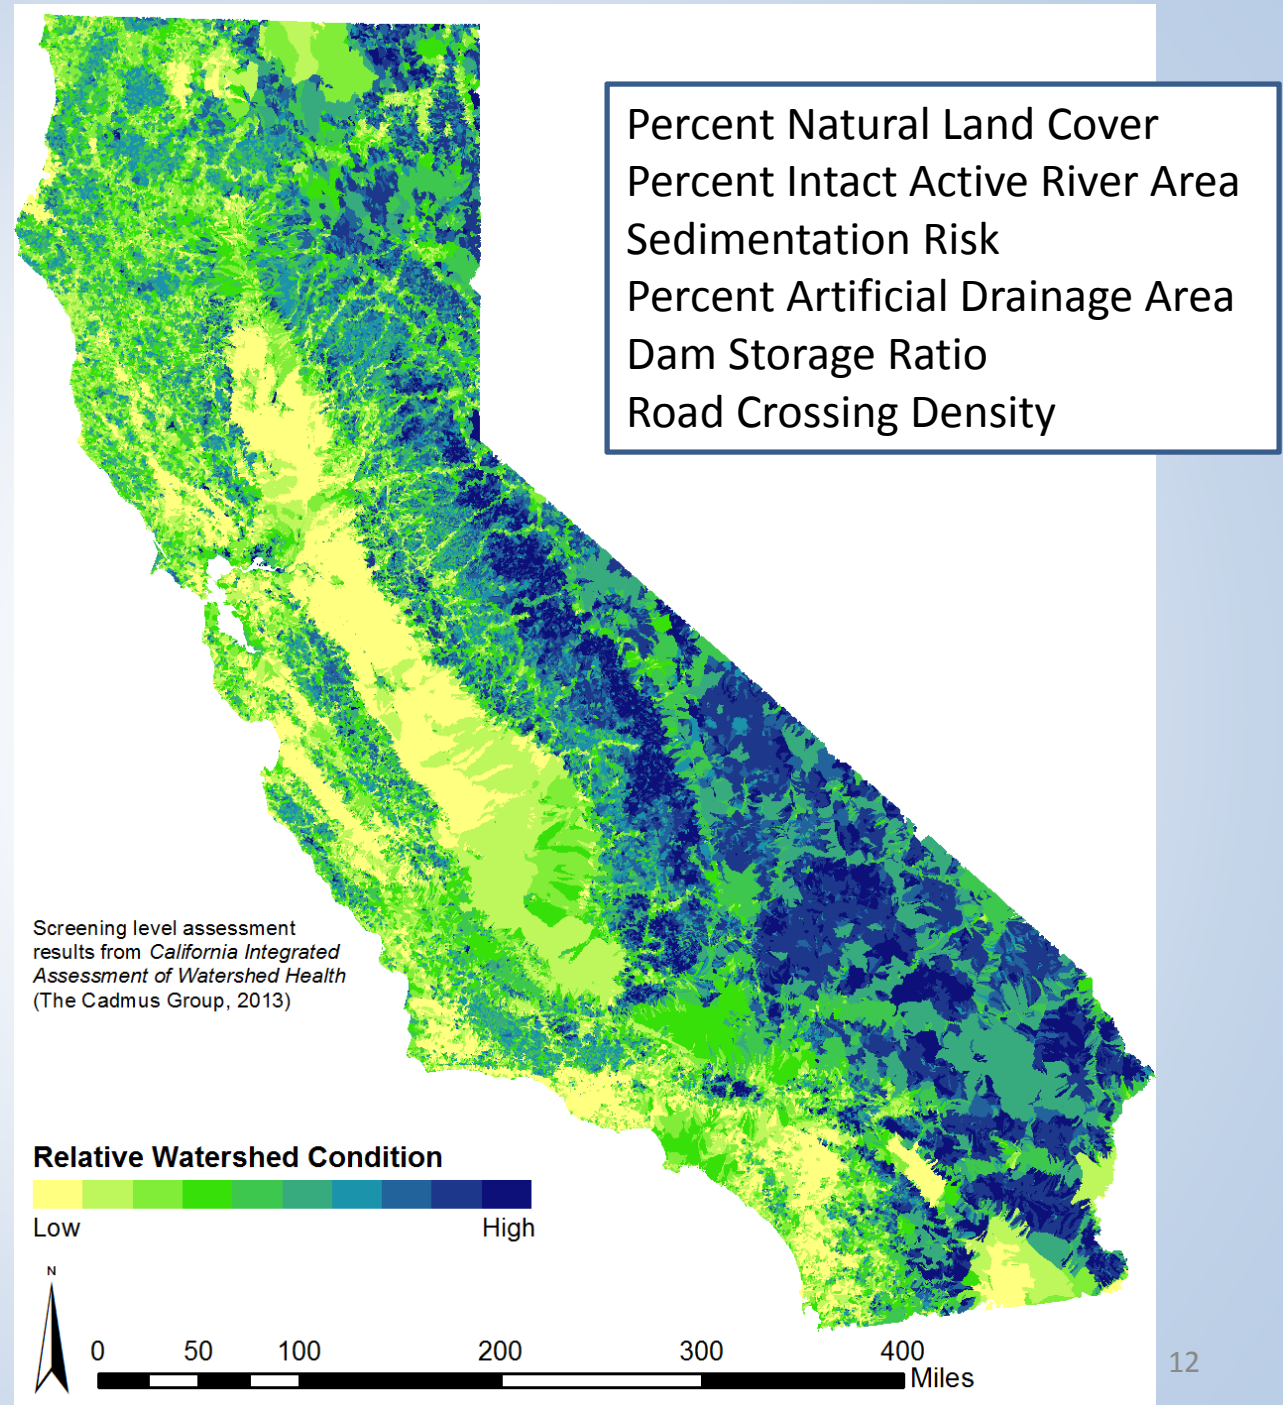 Percent Natural Land Cover
Percent Intact Active River Area
Sedimentation Risk
Percent Artificial Drainage Area
Dam Storage Ratio
Road Crossing Density
Screening level assessment
results from California Integrated
Assessment of Watershed Health
(The Cadmus Group, 2013)
Relative Watershed Condition
Low High
N
0 50 100 200 300 400
Miles
12